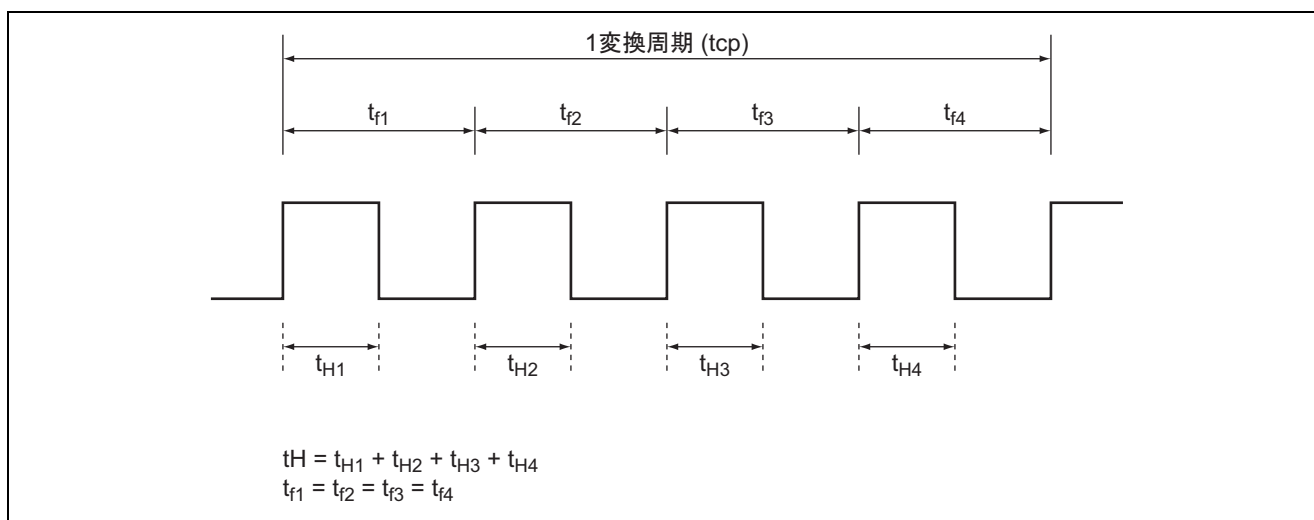 1変換周期 (tcp)
tf1 tf2 tf3 tf4
tH1 tH2 tH3 tH4
tH = tH1 + tH2 + tH3 + tH4
tf1 = tf2 = tf3 = tf4